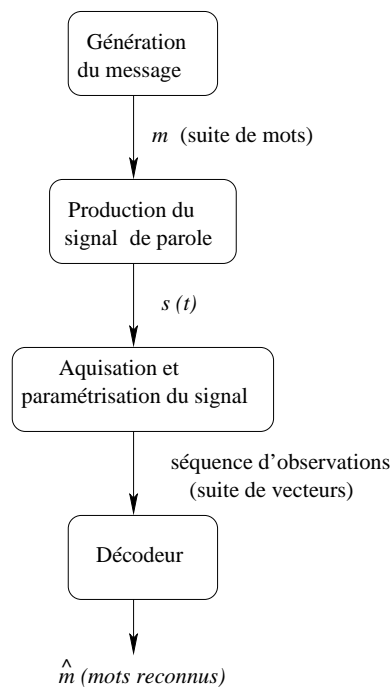 Génération
du message
m (suite de mots)
Production du
signal de parole
s (t)
Aquisation et
paramétrisation du signal
séquence d'observations
(suite de vecteurs)
Décodeur
m̂ (mots reconnus)